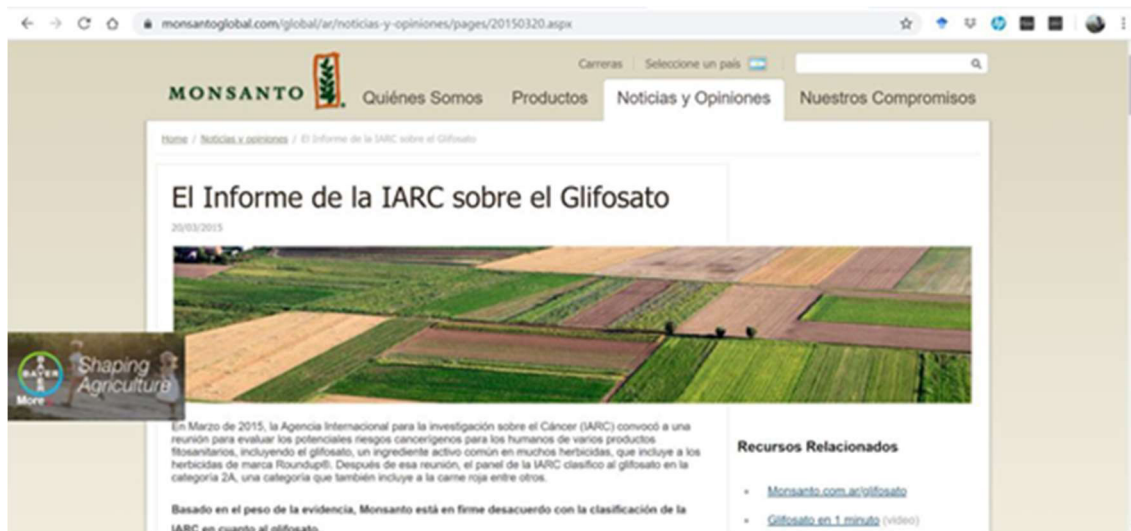 monsantoglobal.com/global/ar/noticias-y-opiniones/pages/20150320.aspx
Carreras Seleccione un país
MONSANTO Quiénes Somos Productos Noticias y Opiniones Nuestros Compromisos
Home / Noticias y opiniones / El Informe de la IARC sobre el Glifosato
El Informe de la IARC sobre el Glifosato
20/03/2015
BAYER
Shaping
Agriculture
More
En Marzo de 2015, la Agencia Internacional para la investigación sobre el Cáncer (IARC) convocó a una
reunión para evaluar los potenciales riesgos cancerígenos para los humanos de varios productos
fitosanitarios, incluyendo el glifosato, un ingrediente activo común en muchos herbicidas, que incluye a los
herbicidas de marca Roundup®. Después de esa reunión, el panel de la IARC clasifico al glifosato en la
categoría 2A, una categoría que también incluye a la carne roja entre otros.
Basado en el peso de la evidencia, Monsanto está en firme desacuerdo con la clasificación de la
IARC en cuanto al glifosato.
Recursos Relacionados
Monsanto.com.ar/glifosato
Glifosato en 1 minuto (video)